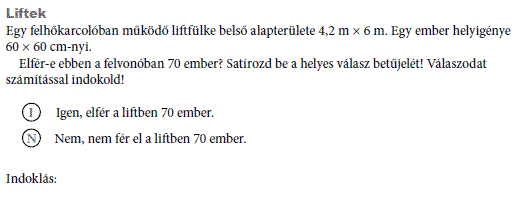 Liftek
Egy felhőkarcolóban működő liftfülke belső alapterülete 4,2 m × 6 m. Egy ember helyigénye
60 × 60 cm-nyi.
Elfér-e ebben a felvonóban 70 ember? Satírozd be a helyes válasz betűjelét! Válaszodat
számítással indokold!
I Igen, elfér a liftben 70 ember.
N Nem, nem fér el a liftben 70 ember.
Indoklás: